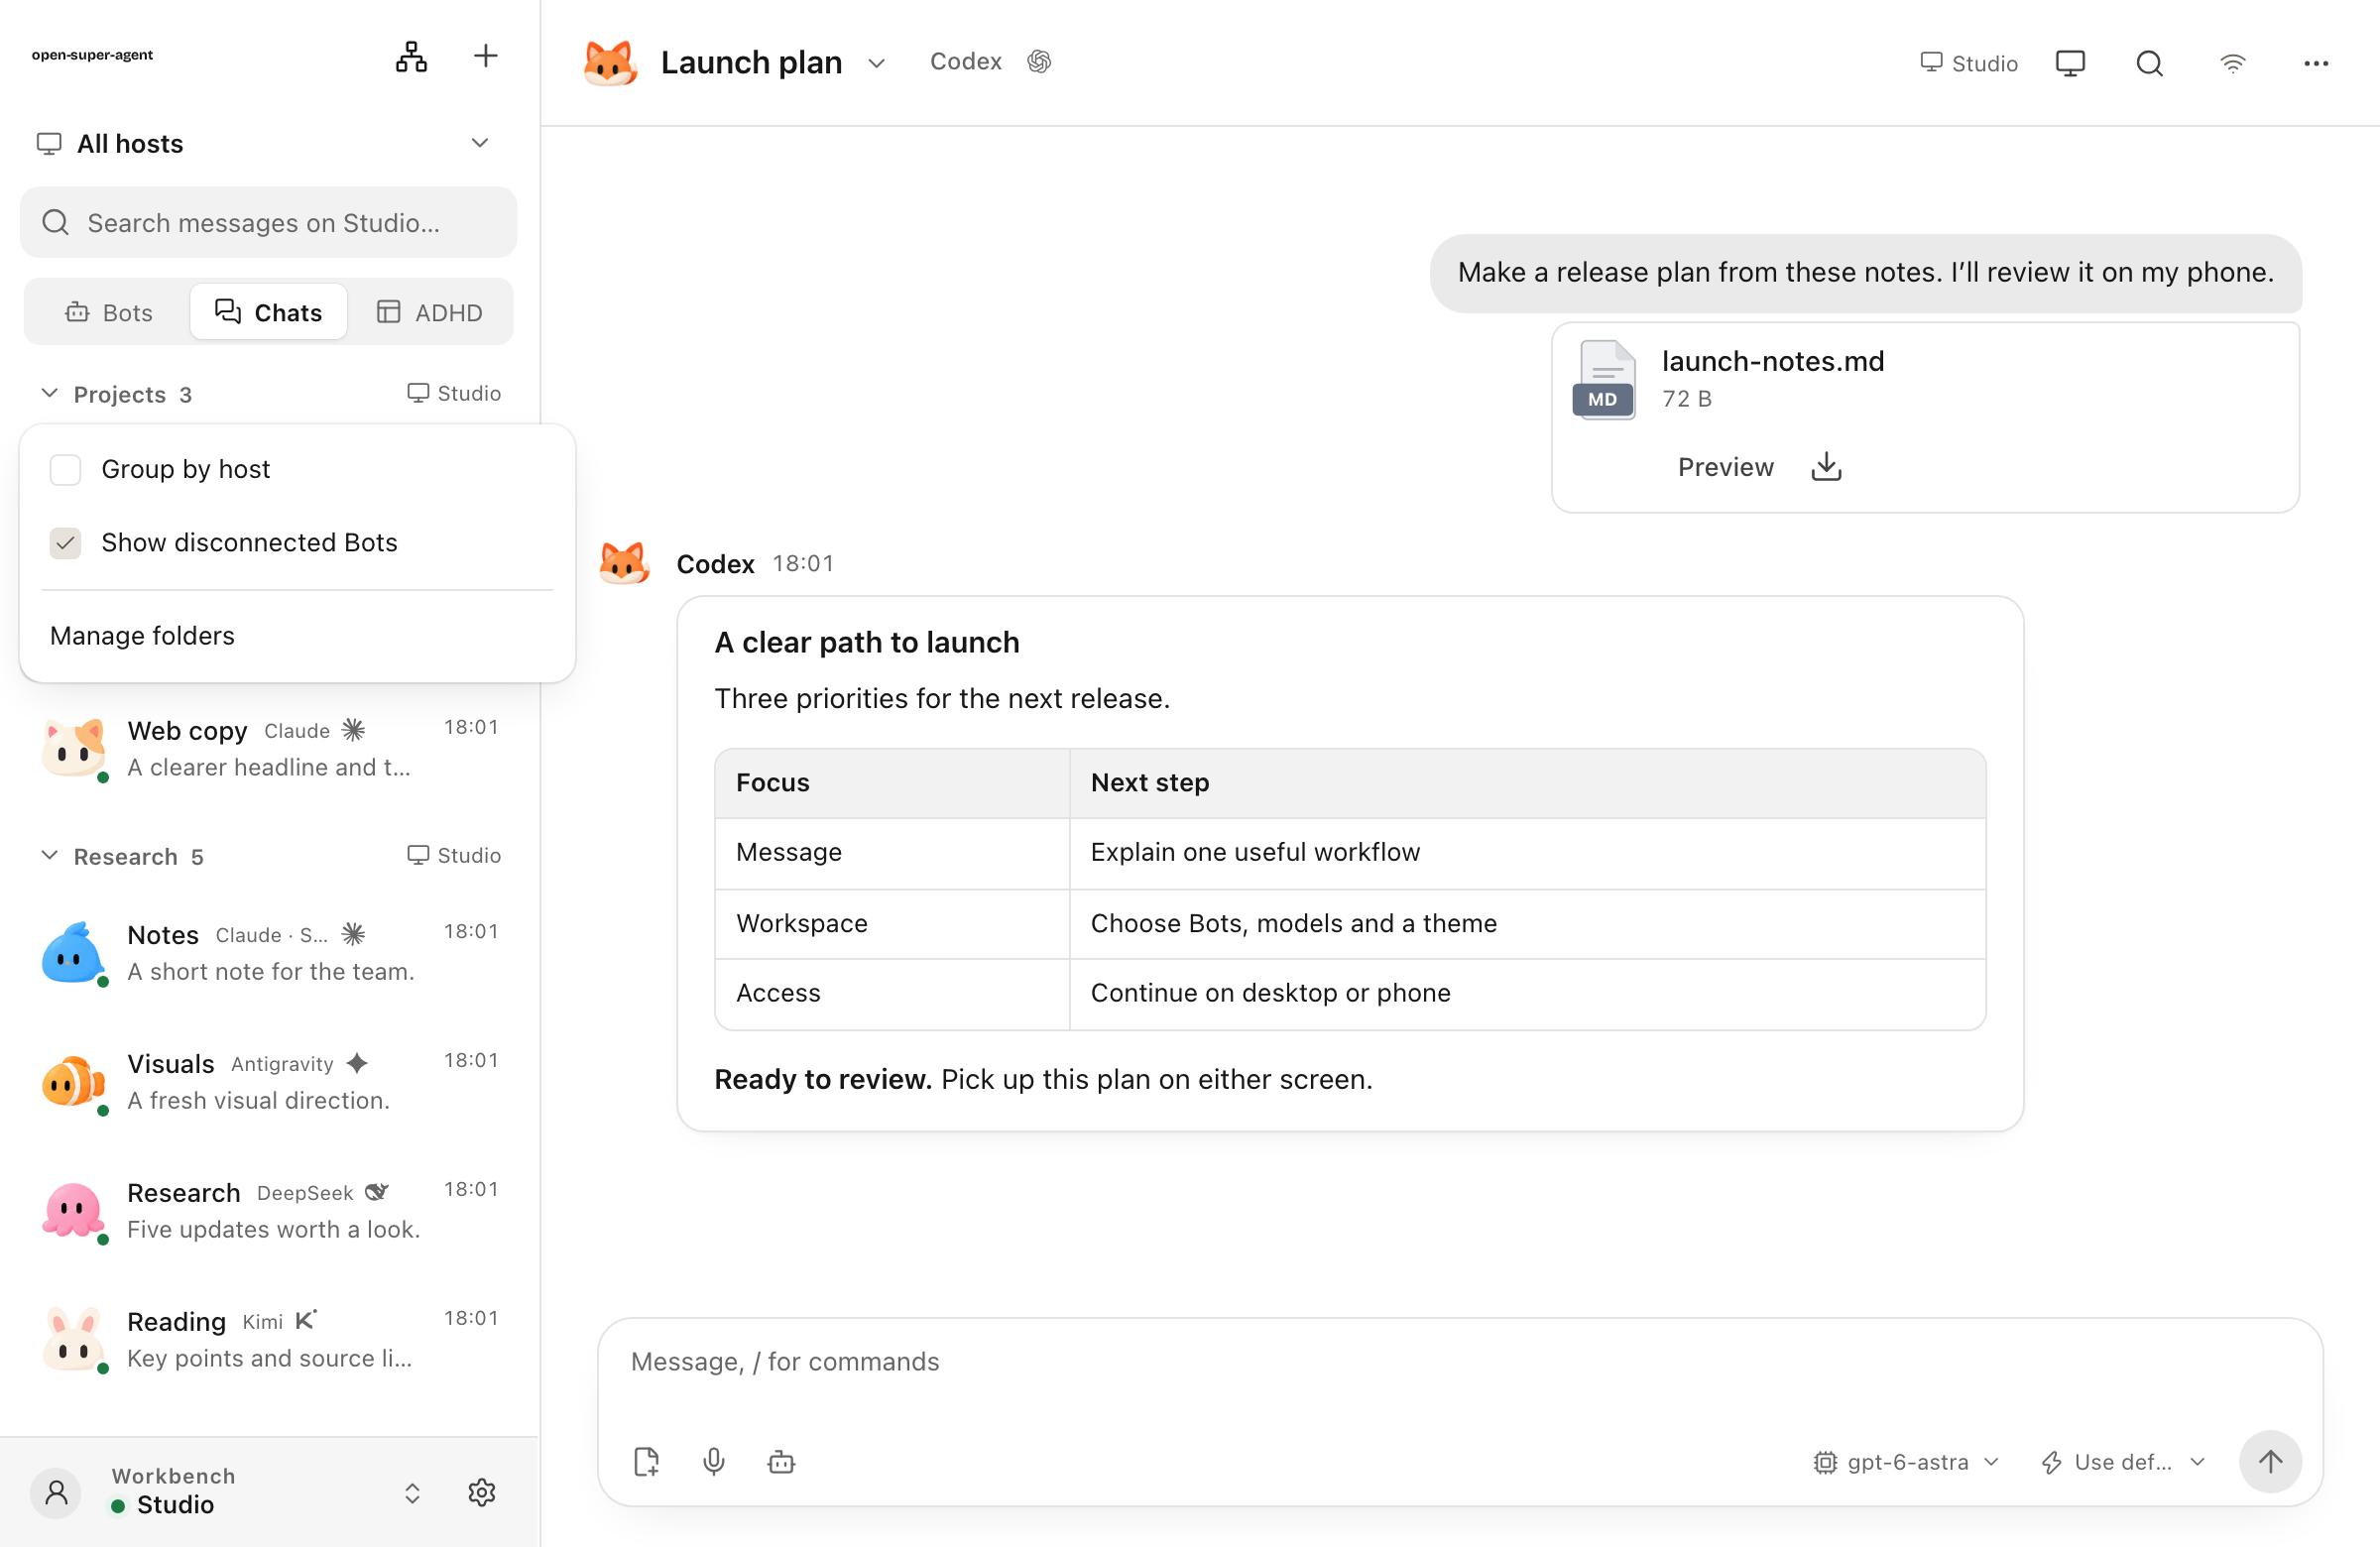 open-super-agent
All hosts
Search messages on Studio...
Bots
Chats
ADHD
Projects 3
Studio
Group by host
Show disconnected Bots
Manage folders
Web copy Claude 18:01
A clearer headline and t...
Research 5
Studio
Notes Claude · S... 18:01
A short note for the team.
Visuals Antigravity 18:01
A fresh visual direction.
Research DeepSeek 18:01
Five updates worth a look.
Reading Kimi 18:01
Key points and source li...
Workbench
Studio
Launch plan Codex
Studio
Make a release plan from these notes. I’ll review it on my phone.
MD
launch-notes.md
72 B
Preview
Codex 18:01
A clear path to launch
Three priorities for the next release.
Focus Next step
Message Explain one useful workflow
Workspace Choose Bots, models and a theme
Access Continue on desktop or phone
Ready to review. Pick up this plan on either screen.
Message, / for commands
gpt-6-astra
Use def...